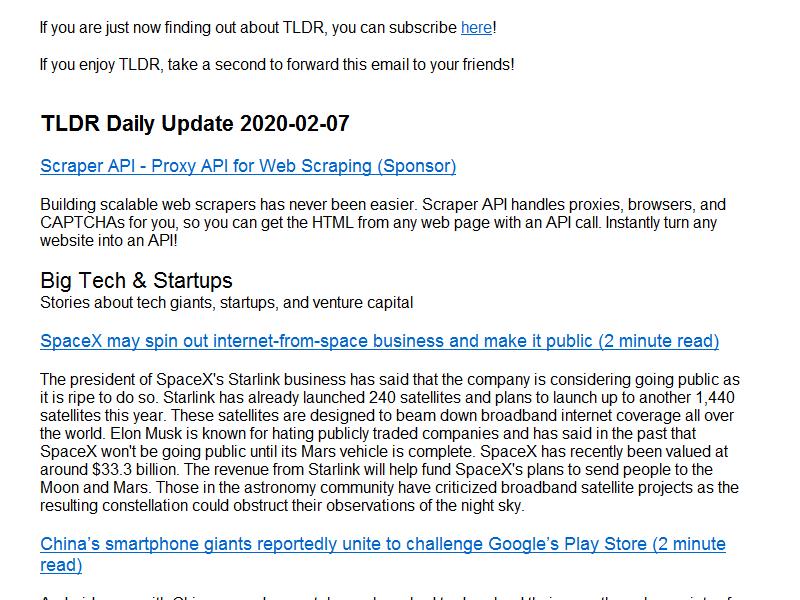 If you are just now finding out about TLDR, you can subscribe here!
If you enjoy TLDR, take a second to forward this email to your friends!
TLDR Daily Update 2020-02-07
Scraper API - Proxy API for Web Scraping (Sponsor)
Building scalable web scrapers has never been easier. Scraper API handles proxies, browsers, and
CAPTCHAs for you, so you can get the HTML from any web page with an API call. Instantly turn any
website into an API!
Big Tech & Startups
Stories about tech giants, startups, and venture capital
SpaceX may spin out internet-from-space business and make it public (2 minute read)
The president of SpaceX's Starlink business has said that the company is considering going public as
it is ripe to do so. Starlink has already launched 240 satellites and plans to launch up to another 1,440
satellites this year. These satellites are designed to beam down broadband internet coverage all over
the world. Elon Musk is known for hating publicly traded companies and has said in the past that
SpaceX won't be going public until its Mars vehicle is complete. SpaceX has recently been valued at
around $33.3 billion. The revenue from Starlink will help fund SpaceX's plans to send people to the
Moon and Mars. Those in the astronomy community have criticized broadband satellite projects as the
resulting constellation could obstruct their observations of the night sky.
China’s smartphone giants reportedly unite to challenge Google’s Play Store (2 minute
read)